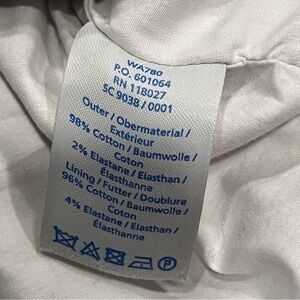 WA780
P.O. 601064
RN 118027
SC 9038 / 0001
Outer / Obermaterial /
Extérieur
98% Cotton / Baumwolle /
Coton
2% Elastane / Elasthan /
Élasthanne
Lining / Futter / Doublure
96% Cotton / Baumwolle /
Coton
4% Elastane / Elasthan /
Élasthanne
P